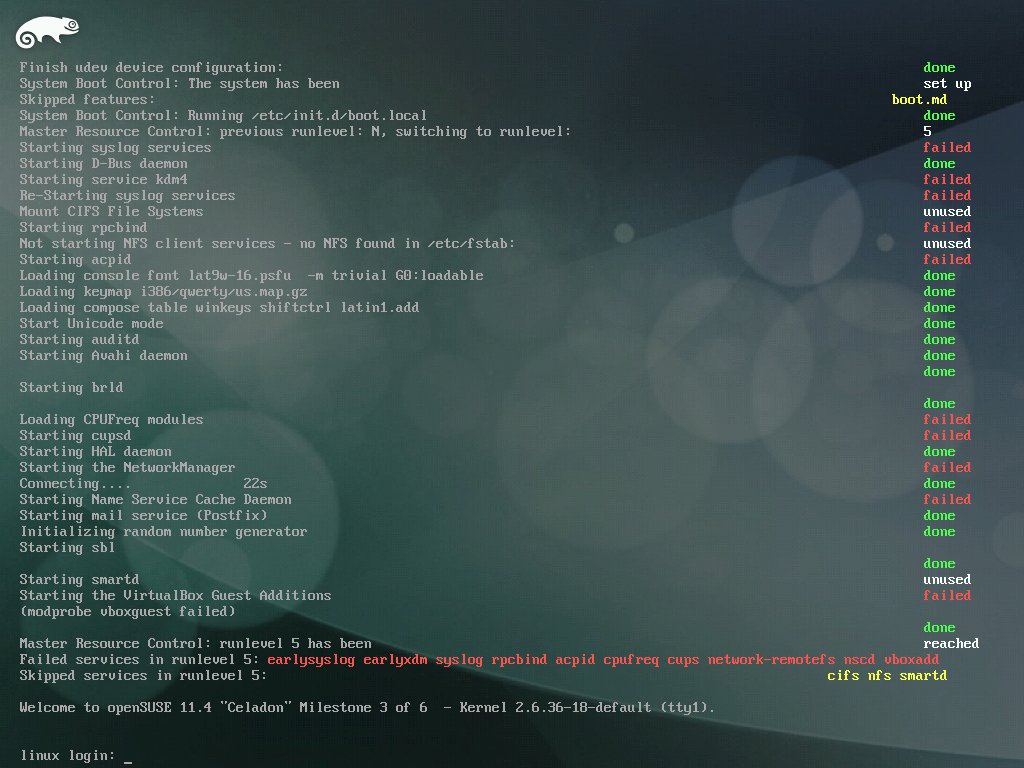 Finish udev device configuration: done
System Boot Control: The system has been set up
Skipped features: boot.md
System Boot Control: Running /etc/init.d/boot.local done
Master Resource Control: previous runlevel: N, switching to runlevel: 5
Starting syslog services failed
Starting D-Bus daemon done
Starting service kdm4 failed
Re-Starting syslog services failed
Mount CIFS File Systems unused
Starting rpcbind failed
Not starting NFS client services - no NFS found in /etc/fstab: unused
Starting acpid failed
Loading console font lat9w-16.psfu  -m trivial G0:loadable done
Loading keymap i386/qwerty/us.map.gz done
Loading compose table winkeys shiftctrl latin1.add done
Start Unicode mode done
Starting auditd done
Starting Avahi daemon done
done
Starting brld
done
Loading CPUFreq modules failed
Starting cupsd failed
Starting HAL daemon done
Starting the NetworkManager failed
Connecting.... 22s done
Starting Name Service Cache Daemon failed
Starting mail service (Postfix) done
Initializing random number generator done
Starting sbl
done
Starting smartd unused
Starting the VirtualBox Guest Additions failed
(modprobe vboxguest failed)
done
Master Resource Control: runlevel 5 has been reached
Failed services in runlevel 5: earlysyslog earlyxdm syslog rpcbind acpid cpufreq cups network-remotefs nscd vboxadd
Skipped services in runlevel 5: cifs nfs smartd
Welcome to openSUSE 11.4 "Celadon" Milestone 3 of 6  - Kernel 2.6.36-18-default (tty1).
linux login: _